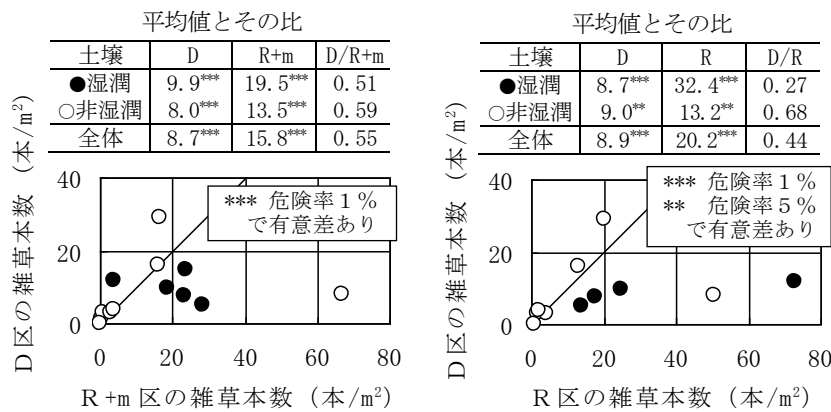 平均値とその比
土壌 D R+m D/R+m
●湿潤 9.9*** 19.5*** 0.51
○非湿潤 8.0*** 13.5*** 0.59
全体 8.7*** 15.8*** 0.55
D区の雑草本数（本/m²）
40
20
0
*** 危険率１％
で有意差あり
0 20 40 60 80
R+m区の雑草本数（本/m²）
平均値とその比
土壌 D R D/R
●湿潤 8.7*** 32.4*** 0.27
○非湿潤 9.0** 13.2** 0.68
全体 8.9*** 20.2*** 0.44
D区の雑草本数（本/m²）
40
20
0
*** 危険率１％
** 危険率５％
で有意差あり
0 20 40 60 80
R区の雑草本数（本/m²）